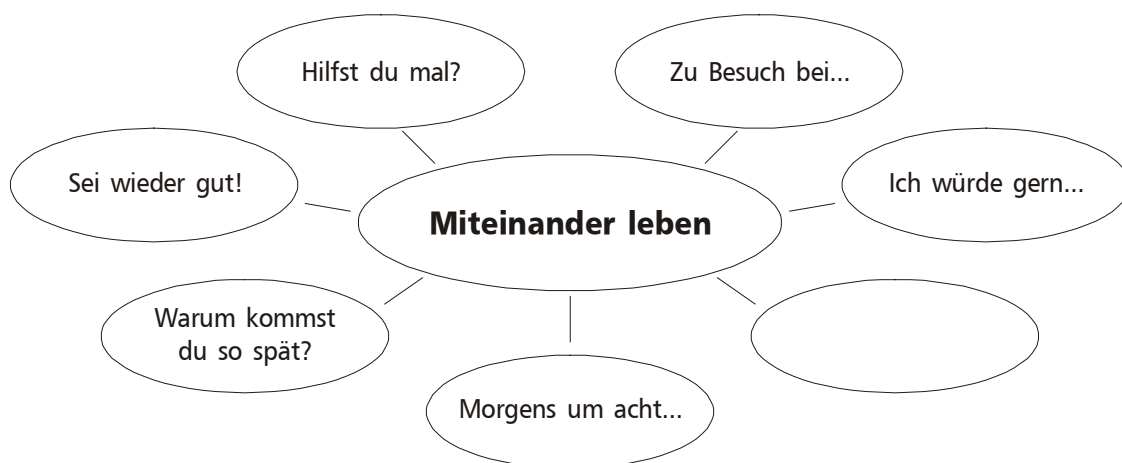 Hilfst du mal?
Zu Besuch bei...
Sei wieder gut!
Ich würde gern...
Miteinander leben
Warum kommst
du so spät?
Morgens um acht...